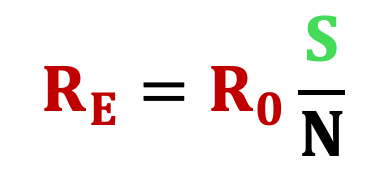 R_E = R_0 S/N